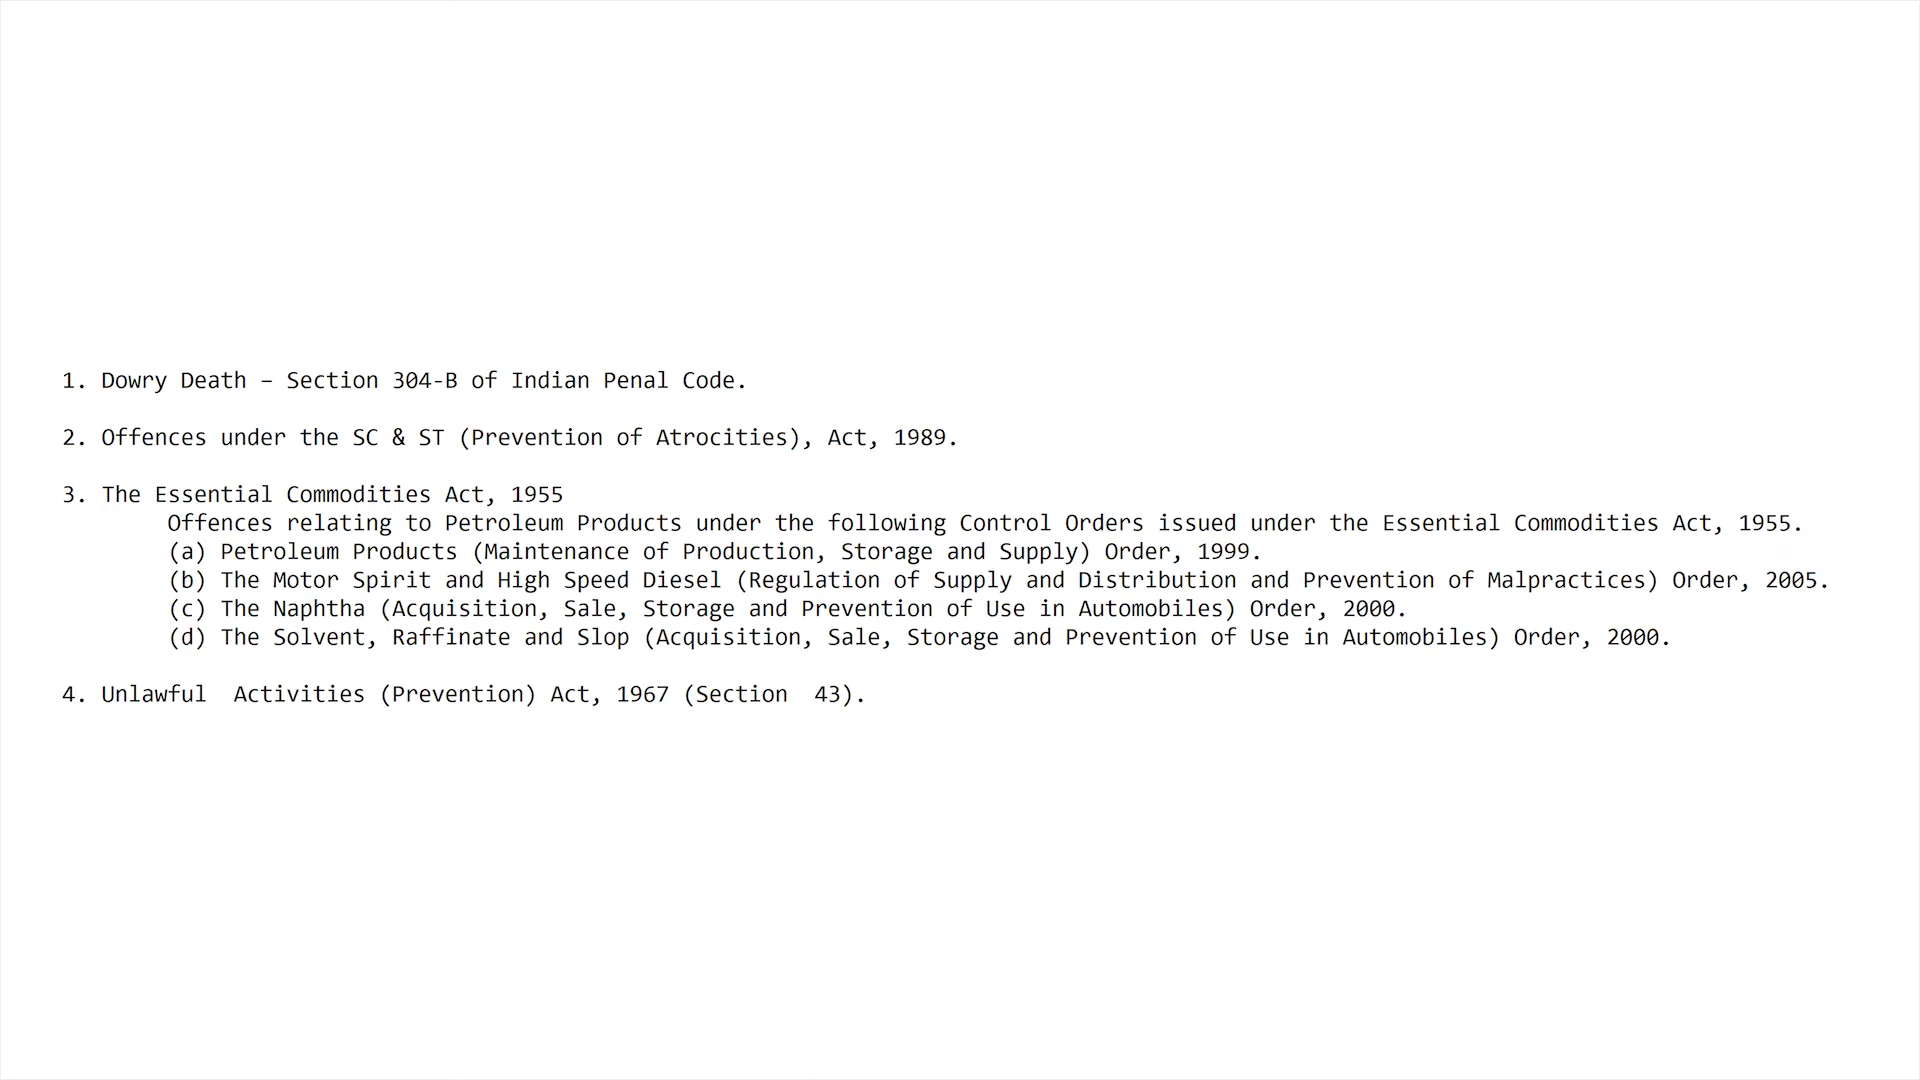 1. Dowry Death – Section 304-B of Indian Penal Code.
2. Offences under the SC & ST (Prevention of Atrocities), Act, 1989.
3. The Essential Commodities Act, 1955
Offences relating to Petroleum Products under the following Control Orders issued under the Essential Commodities Act, 1955.
(a) Petroleum Products (Maintenance of Production, Storage and Supply) Order, 1999.
(b) The Motor Spirit and High Speed Diesel (Regulation of Supply and Distribution and Prevention of Malpractices) Order, 2005.
(c) The Naphtha (Acquisition, Sale, Storage and Prevention of Use in Automobiles) Order, 2000.
(d) The Solvent, Raffinate and Slop (Acquisition, Sale, Storage and Prevention of Use in Automobiles) Order, 2000.
4. Unlawful  Activities (Prevention) Act, 1967 (Section  43).